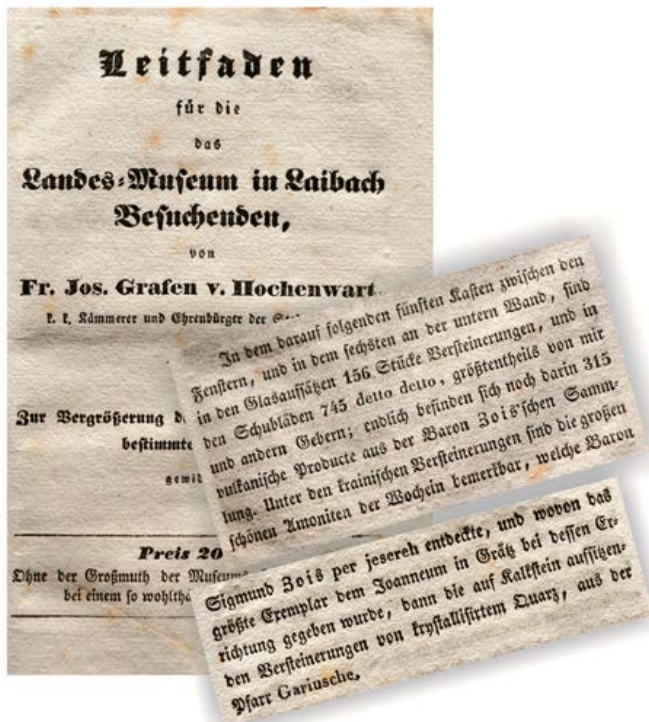 Leitfaden
für die
das
Landes-Museum in Laibach
Besuchenden,
von
Fr. Jos. Grafen v. Hochenwart
k. k. Kämmerer und Ehrenbürger der
Zur Vergrößerung
bestimmte
gewid
Preis 20
Ohne der Großmuth der Museums
bei einem so wohlthä
In dem darauf folgenden fünften Kasten zwischen den
Fenstern, und in dem sechsten an der untern Wand, sind
in den Glasaufsätzen 156 Stücke Versteinerungen, und in
den Schubläden 745 detto detto, größtentheils von mir
und andern Gebern; endlich befinden sich noch darin 315
vulkanische Producte aus der Baron Zois'schen Samm-
lung. Unter den krainischen Versteinerungen sind die großen
schönen Amoniten der Wochein bemerkbar, welche Baron
Sigmund Zois per jesereh entdeckte, und wovon das
größte Exemplar dem Joanneum in Grätz bei dessen Er-
richtung gegeben wurde, dann die auf Kalkstein aufsitzen-
den Versteinerungen von krystallisirtem Quarz, aus der
Pfarr Gariusche.